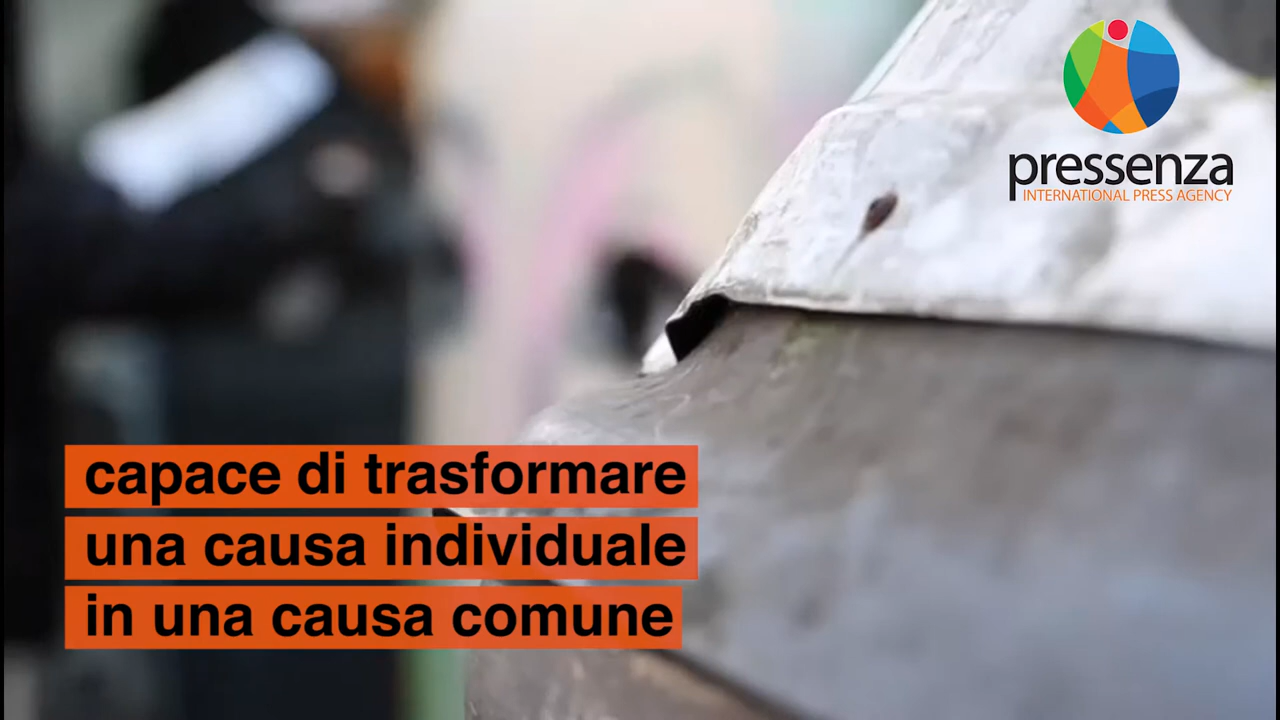 pressenza
INTERNATIONAL PRESS AGENCY
capace di trasformare
una causa individuale
in una causa comune